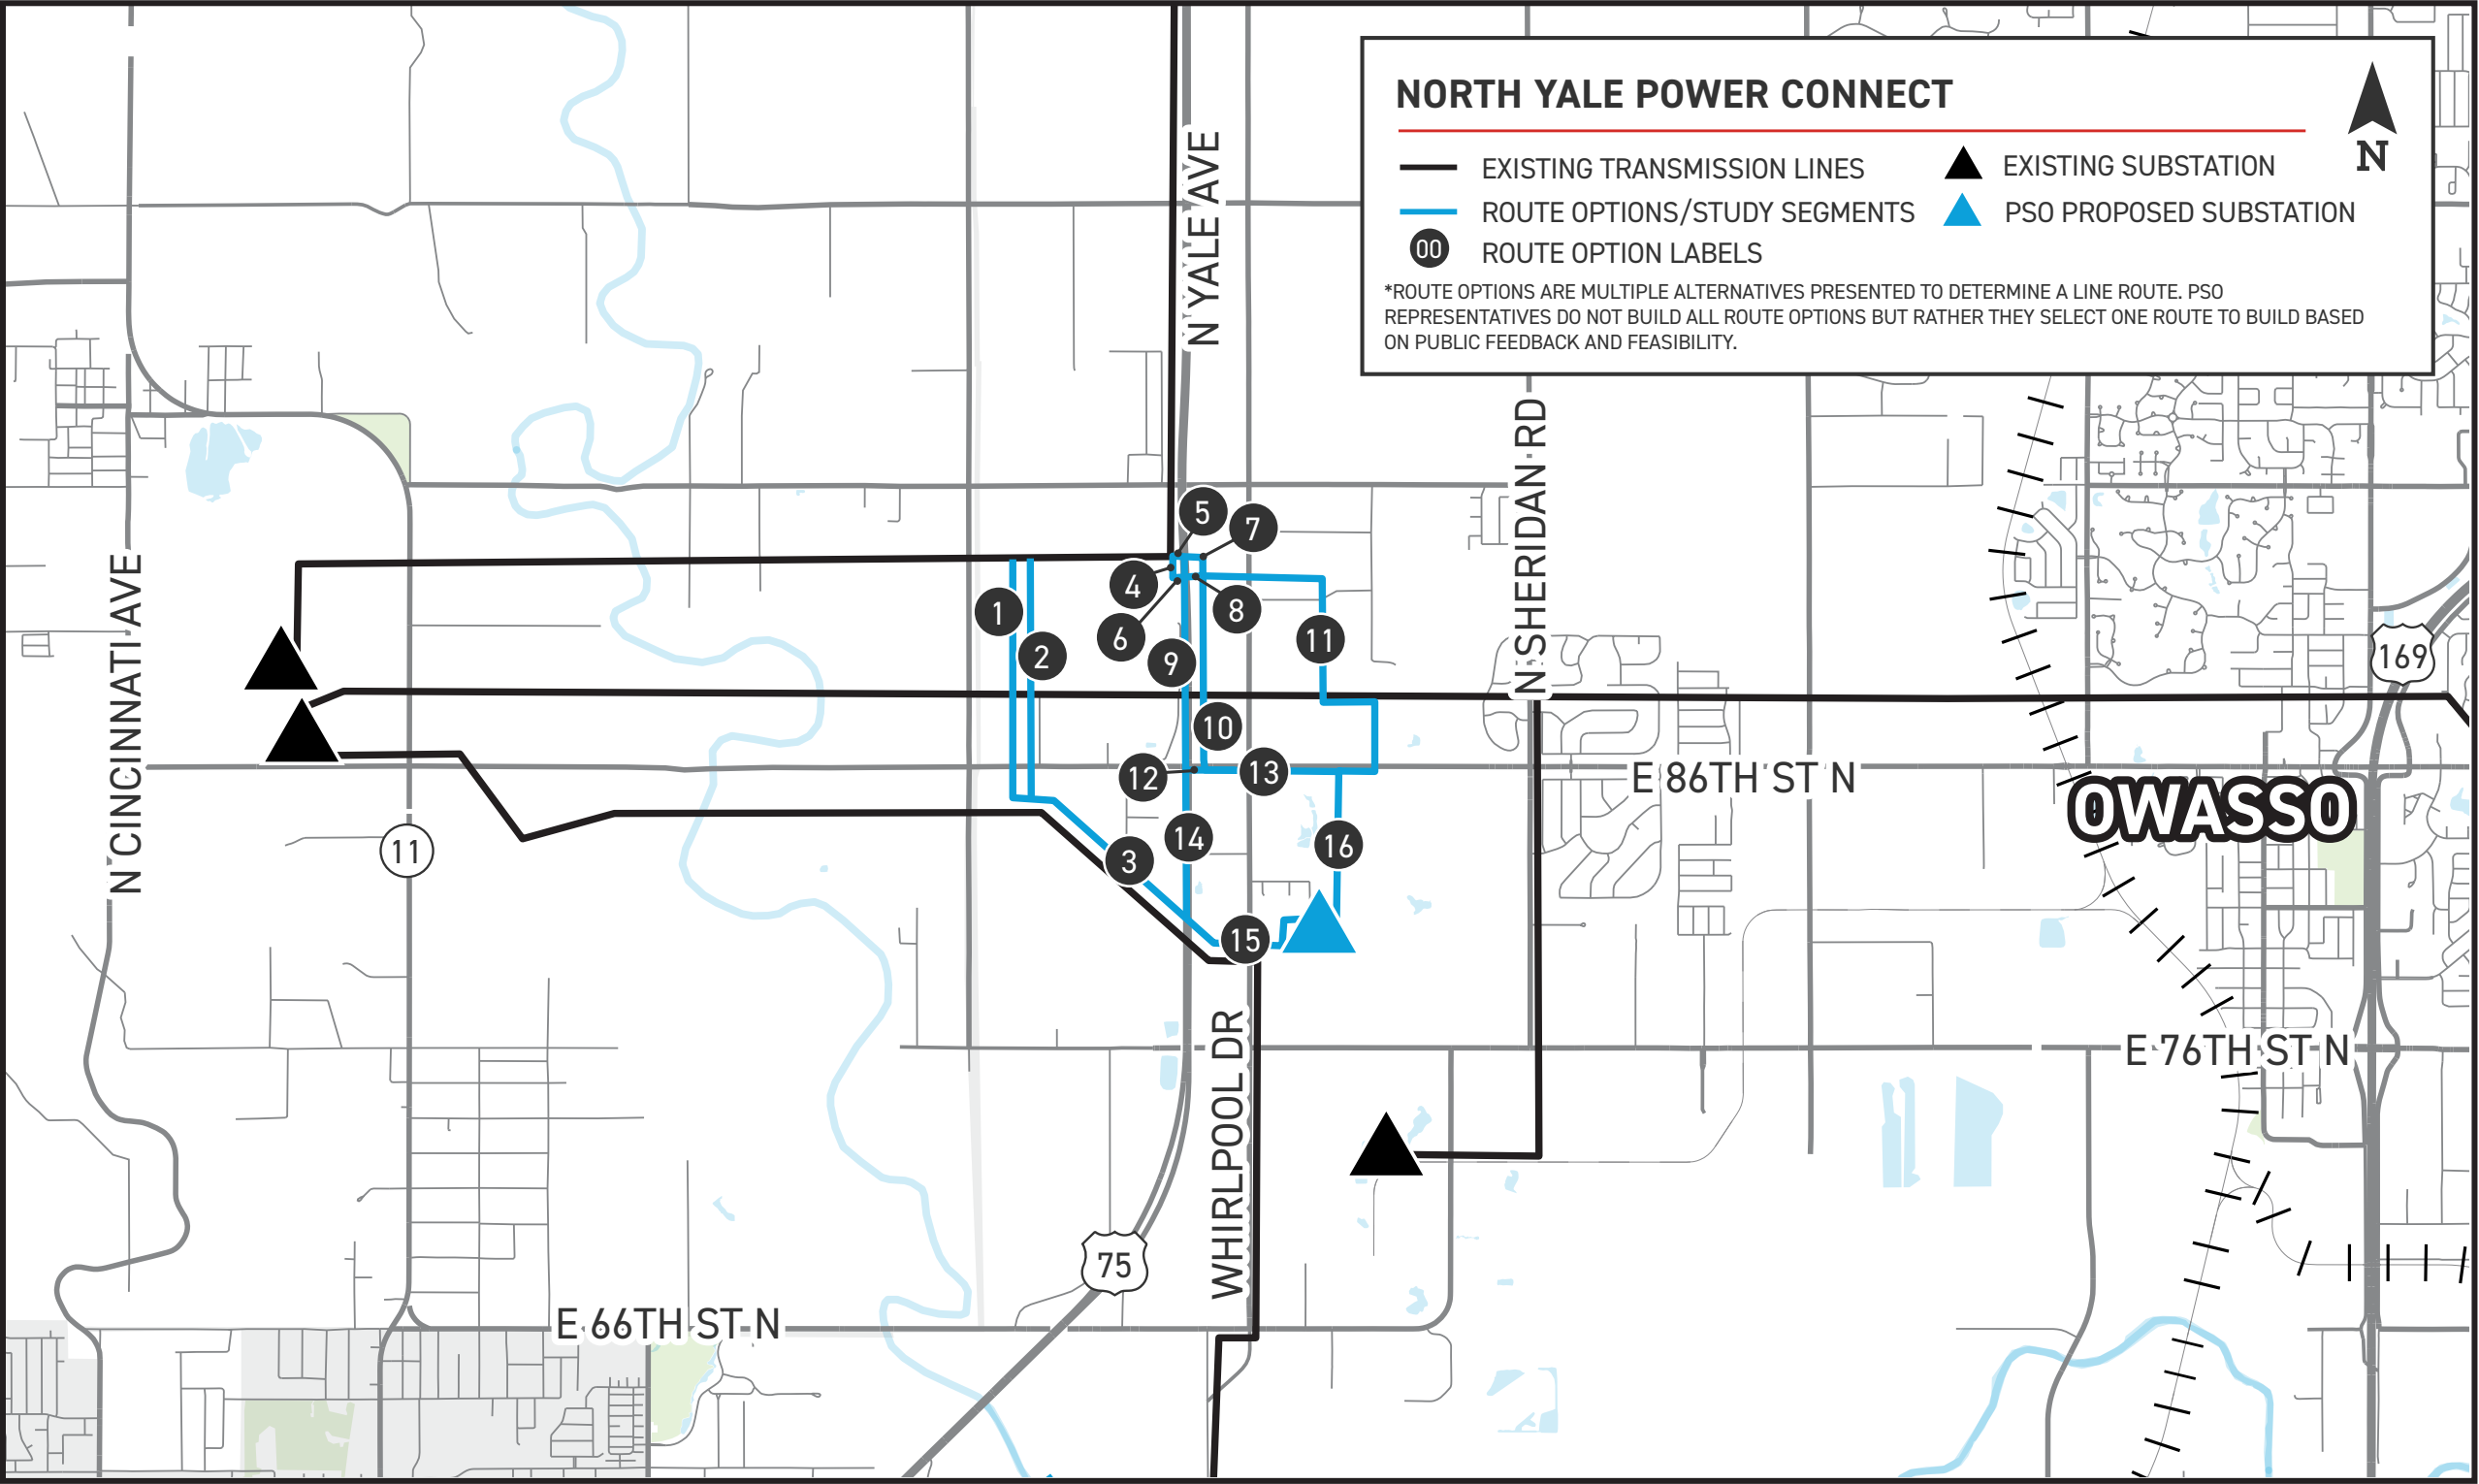 NORTH YALE POWER CONNECT
N
EXISTING TRANSMISSION LINES
EXISTING SUBSTATION
ROUTE OPTIONS/STUDY SEGMENTS
PSO PROPOSED SUBSTATION
00
ROUTE OPTION LABELS
*ROUTE OPTIONS ARE MULTIPLE ALTERNATIVES PRESENTED TO DETERMINE A LINE ROUTE. PSO
REPRESENTATIVES DO NOT BUILD ALL ROUTE OPTIONS BUT RATHER THEY SELECT ONE ROUTE TO BUILD BASED
ON PUBLIC FEEDBACK AND FEASIBILITY.
N YALE AVE
N SHERIDAN RD
N CINCINNATI AVE
5
7
4
8
1
6
11
2
9
169
10
12
13
E 86TH ST N
OWASSO
14
16
11
3
15
WHIRLPOOL DR
E 76TH ST N
75
E 66TH ST N